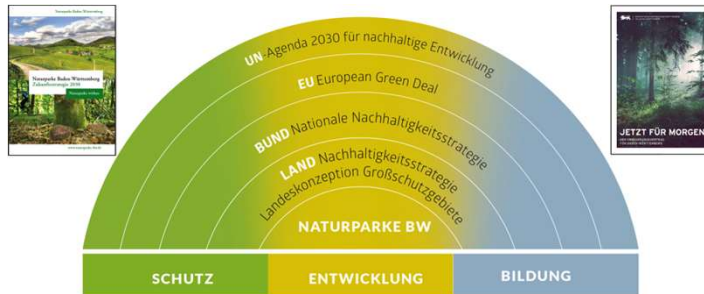 Naturparke Baden-Württemberg
Zukunftsstrategie 2030
UN-Agenda 2030 für nachhaltige Entwicklung
EU European Green Deal
BUND Nationale Nachhaltigkeitsstrategie
LAND Nachhaltigkeitsstrategie
Landeskonzeption Großschutzgebiete
NATURPARKE BW
SCHUTZ
ENTWICKLUNG
BILDUNG
JETZT FÜR MORGEN